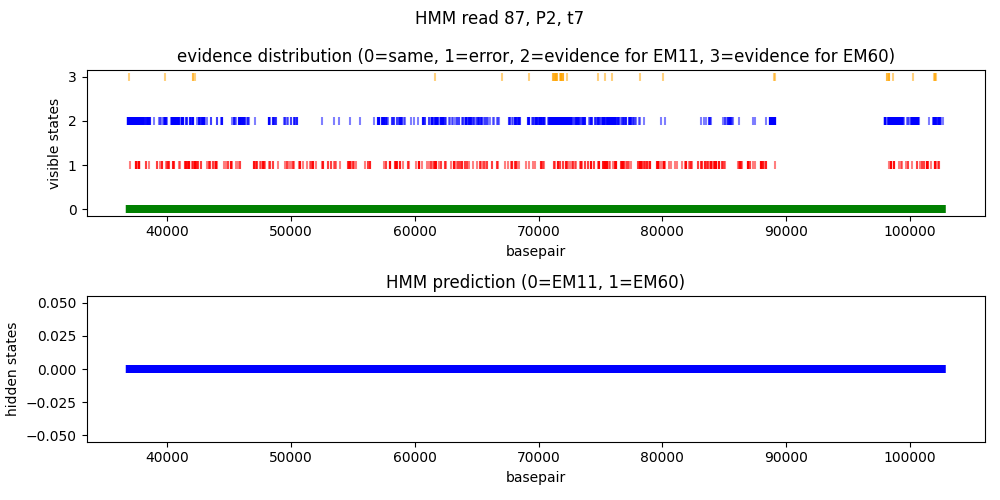 HMM read 87, P2, t7
evidence distribution (0=same, 1=error, 2=evidence for EM11, 3=evidence for EM60)
visible states
3
2
1
0
40000 50000 60000 70000 80000 90000 100000
basepair
HMM prediction (0=EM11, 1=EM60)
hidden states
0.050
0.025
0.000
-0.025
-0.050
40000 50000 60000 70000 80000 90000 100000
basepair